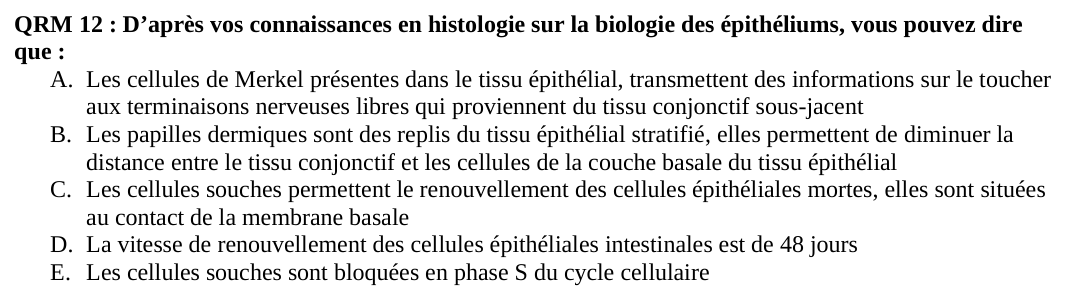 QRM 12 : D’après vos connaissances en histologie sur la biologie des épithéliums, vous pouvez dire
que :
A. Les cellules de Merkel présentes dans le tissu épithélial, transmettent des informations sur le toucher
aux terminaisons nerveuses libres qui proviennent du tissu conjonctif sous-jacent
B. Les papilles dermiques sont des replis du tissu épithélial stratifié, elles permettent de diminuer la
distance entre le tissu conjonctif et les cellules de la couche basale du tissu épithélial
C. Les cellules souches permettent le renouvellement des cellules épithéliales mortes, elles sont situées
au contact de la membrane basale
D. La vitesse de renouvellement des cellules épithéliales intestinales est de 48 jours
E. Les cellules souches sont bloquées en phase S du cycle cellulaire